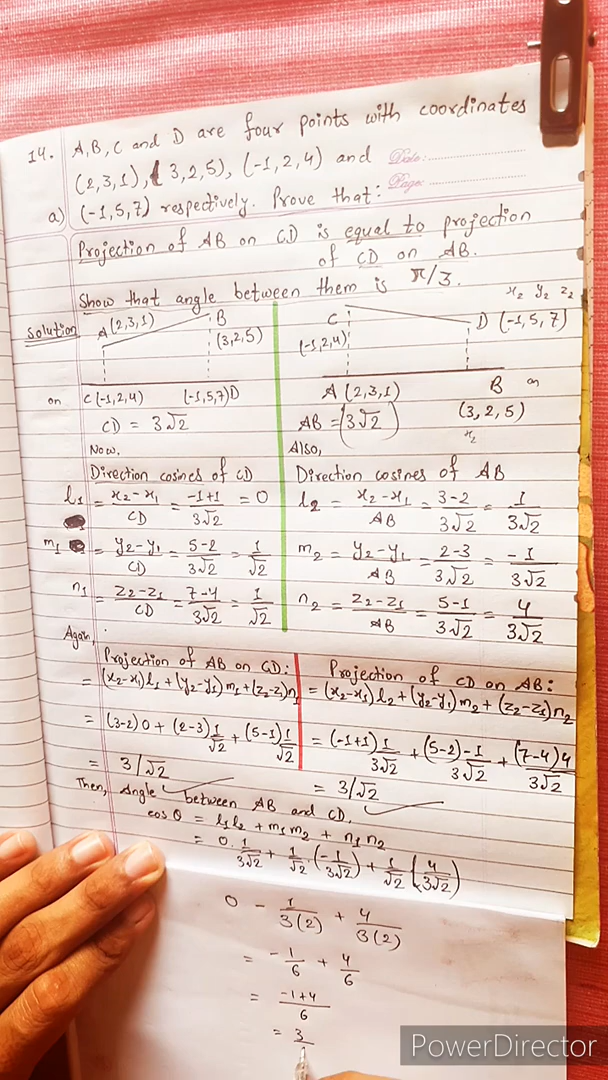 14. A, B, C and D are four points with coordinates
(2,3,1), (3,2,5), (-1,2,4) and Date:
(-1,5,7) respectively. Prove that: Page:
a) Projection of AB on CD is equal to projection
of CD on AB.
Show that angle between them is π/3.
Solution
A (2,3,1) B (3,2,5)
on C (-1,2,4) (-1,5,7) D
CD = 3√2
Now,
Direction cosines of CD
l₁ = x₂-x₁/CD = -1+1/3√2 = 0
m₁ = y₂-y₁/CD = 5-2/3√2 = 1/√2
n₁ = z₂-z₁/CD = 7-4/3√2 = 1/√2
x₂ y₂ z₂
C (-1,2,4) D (-1,5,7)
A (2,3,1) B on
(3,2,5)
x₂
AB = (3√2)
Also,
Direction cosines of AB
l₂ = x₂-x₁/AB = 3-2/3√2 = 1/3√2
m₂ = y₂-y₁/AB = 2-3/3√2 = -1/3√2
n₂ = z₂-z₁/AB = 5-1/3√2 = 4/3√2
Again,
Projection of AB on CD:
= (x₂-x₁)l₁ + (y₂-y₁)m₁ + (z₂-z₁)n₁
= (3-2)0 + (2-3)1/√2 + (5-1)1/√2
= 3/√2
Projection of CD on AB:
= (x₂-x₁)l₂ + (y₂-y₁)m₂ + (z₂-z₁)n₂
= (-1+1)1/3√2 + (5-2)-1/3√2 + (7-4)4/3√2
= 3/√2
Then, Angle between AB and CD,
cos θ = l₁l₂ + m₁m₂ + n₁n₂
= 0. 1/3√2 + 1/√2 . (-1/3√2) + 1/√2 (4/3√2)
0 - 1/3(2) + 4/3(2)
= -1/6 + 4/6
= -1+4/6
= 3/
PowerDirector